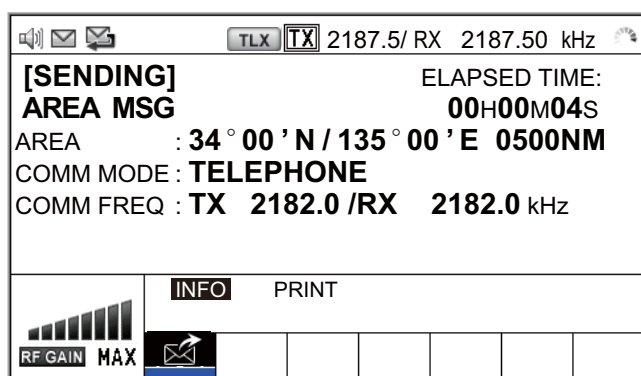 TLX TX 2187.5/ RX 2187.50 kHz
[SENDING] ELAPSED TIME:
AREA MSG 00H00M04S
AREA : 34°00’N / 135°00’E 0500NM
COMM MODE : TELEPHONE
COMM FREQ : TX 2182.0 /RX 2182.0 kHz
INFO PRINT
RF GAIN MAX